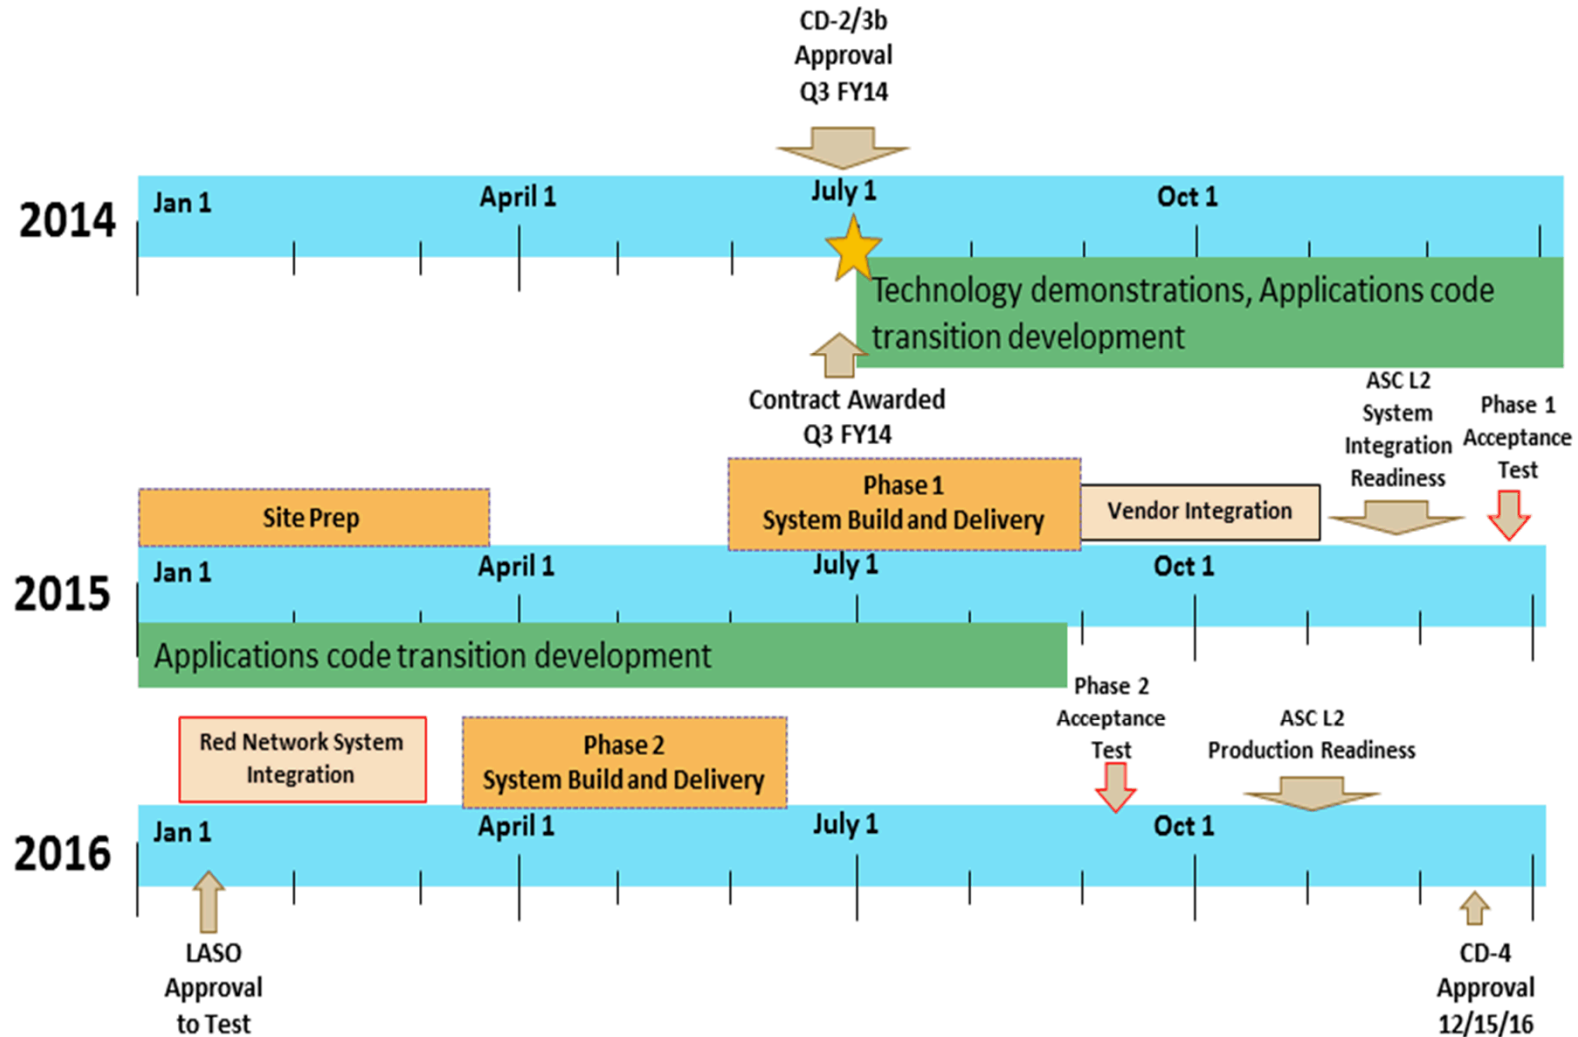 CD-2/3b
Approval
Q3 FY14
2014
Jan 1
April 1
July 1
Oct 1
Technology demonstrations, Applications code
transition development
Contract Awarded
Q3 FY14
ASC L2
System
Integration
Readiness
Phase 1
Acceptance
Test
Site Prep
Phase 1
System Build and Delivery
Vendor Integration
2015
Jan 1
April 1
July 1
Oct 1
Applications code transition development
Phase 2
Acceptance
Test
ASC L2
Production Readiness
Red Network System
Integration
Phase 2
System Build and Delivery
2016
Jan 1
April 1
July 1
Oct 1
LASO
Approval
to Test
CD-4
Approval
12/15/16